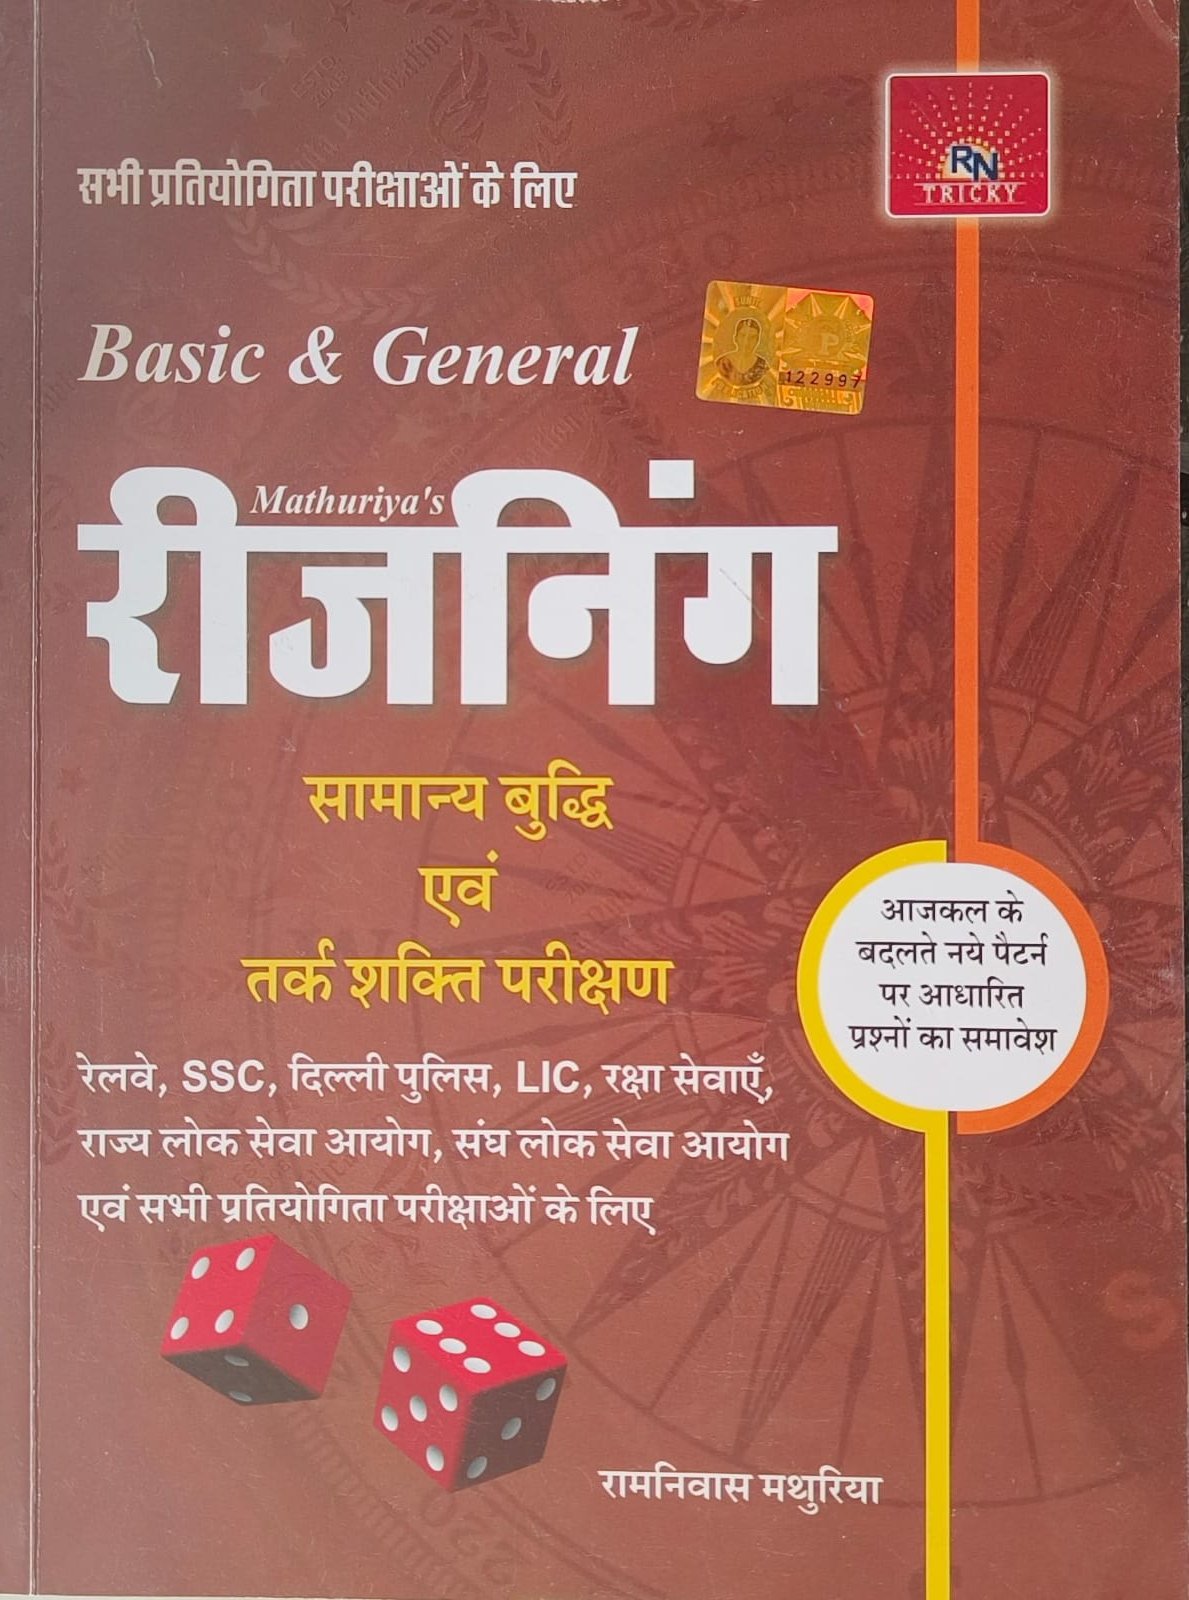 सभी प्रतियोगिता परीक्षाओं के लिए
RN
TRICKY
Basic & General
122997
Mathuriya's
रीजनिंग
सामान्य बुद्धि
एवं
तर्क शक्ति परीक्षण
आजकल के
बदलते नये पैटर्न
पर आधारित
प्रश्नों का समावेश
रेलवे, SSC, दिल्ली पुलिस, LIC, रक्षा सेवाएँ,
राज्य लोक सेवा आयोग, संघ लोक सेवा आयोग
एवं सभी प्रतियोगिता परीक्षाओं के लिए
रामनिवास मथुरिया